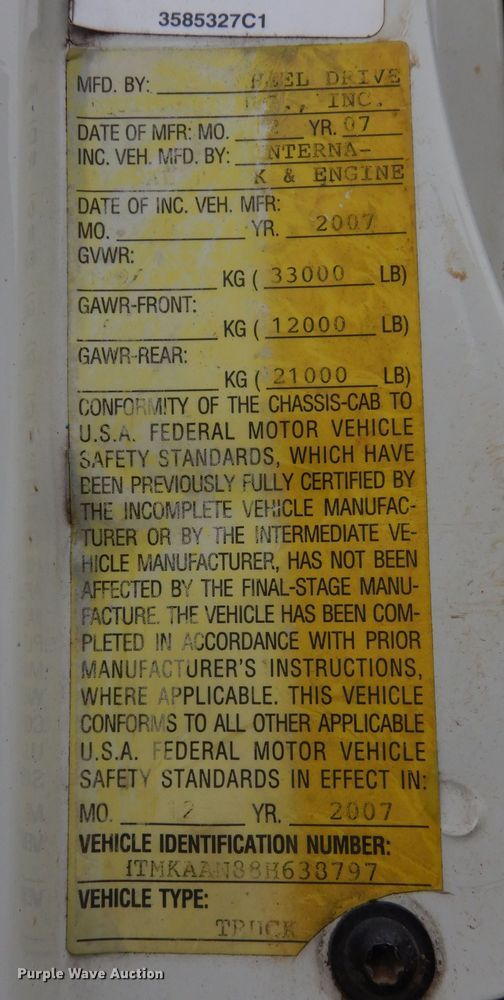 3585327C1
MFD. BY: EEL DRIVE
., INC.
DATE OF MFR: MO. 2 YR. 07
INC. VEH. MFD. BY: NTERNA-
K & ENGINE
DATE OF INC. VEH. MFR:
MO. YR. 2007
GVWR:
KG ( 33000 LB)
GAWR-FRONT:
KG ( 12000 LB)
GAWR-REAR:
KG ( 21000 LB)
CONFORMITY OF THE CHASSIS-CAB TO
U.S.A. FEDERAL MOTOR VEHICLE
SAFETY STANDARDS, WHICH HAVE
BEEN PREVIOUSLY FULLY CERTIFIED BY
THE INCOMPLETE VEHICLE MANUFAC-
TURER OR BY THE INTERMEDIATE VE-
HICLE MANUFACTURER, HAS NOT BEEN
AFFECTED BY THE FINAL-STAGE MANU-
FACTURE. THE VEHICLE HAS BEEN COM-
PLETED IN ACCORDANCE WITH PRIOR
MANUFACTURER'S INSTRUCTIONS,
WHERE APPLICABLE. THIS VEHICLE
CONFORMS TO ALL OTHER APPLICABLE
U.S.A. FEDERAL MOTOR VEHICLE
SAFETY STANDARDS IN EFFECT IN:
MO. 12 YR. 2007
VEHICLE IDENTIFICATION NUMBER:
HTMKAAN88H638797
VEHICLE TYPE:
TRUCK
Purple Wave Auction